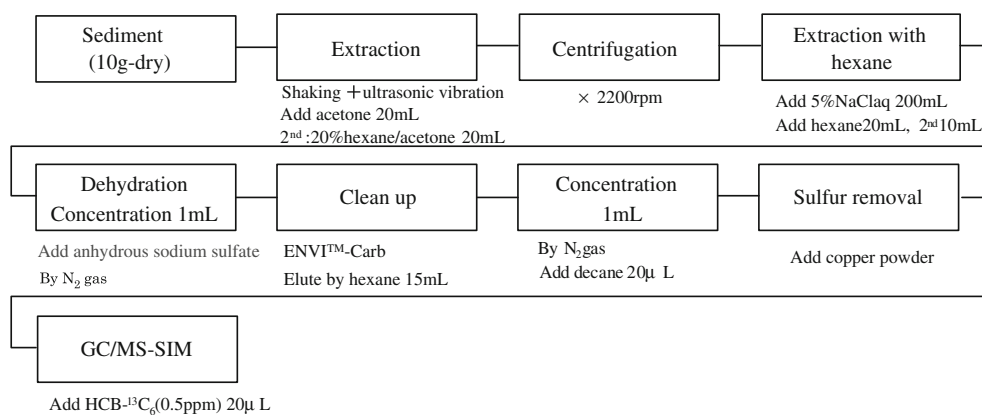 Sediment
(10g-dry)
Extraction
Shaking +ultrasonic vibration
Add acetone 20mL
2nd :20%hexane/acetone 20mL
Centrifugation
× 2200rpm
Extraction with
hexane
Add 5%NaClaq 200mL
Add hexane20mL, 2nd10mL
Dehydration
Concentration 1mL
Add anhydrous sodium sulfate
By N2 gas
Clean up
ENVI™-Carb
Elute by hexane 15mL
Concentration
1mL
By N2gas
Add decane 20μ L
Sulfur removal
Add copper powder
GC/MS-SIM
Add HCB-13C6(0.5ppm) 20μ L